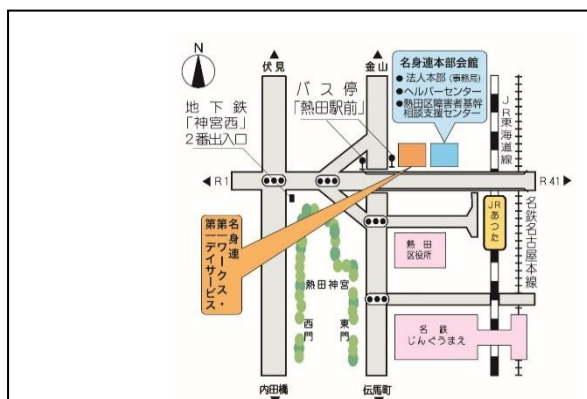 N
伏見
金山
名身連本部会館
● 法人本部（事務局）
● ヘルパーセンター
● 熱田区障害者基幹
相談支援センター
バス停
「熱田駅前」
地下鉄
「神宮西」
2番出入口
JR東海道線
R1
R41
名鉄名古屋本線
JRあつた
名身連
第一ワークス・
第一デイサービス
熱田
区役所
熱田神宮
西門
東門
名鉄
じんぐうまえ
内田橋
伝馬町